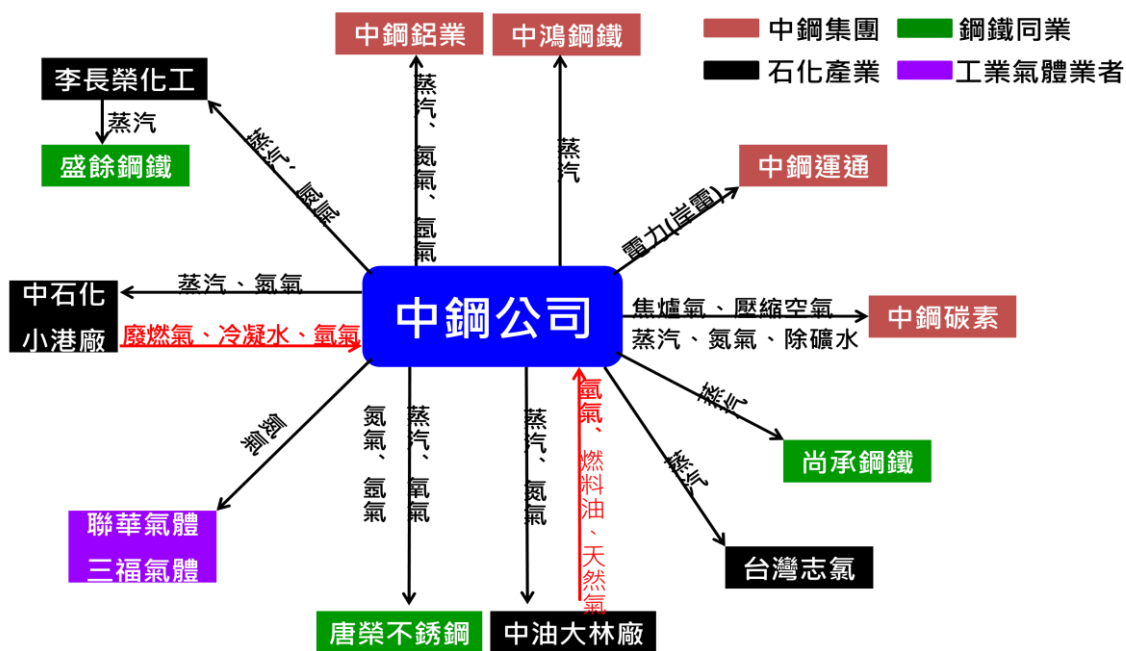 中鋼鋁業
中鴻鋼鐵
中鋼集團
鋼鐵同業
石化產業
工業氣體業者
李長榮化工
蒸汽
盛餘鋼鐵
蒸汽、氮氣
蒸汽、氮氣、氬氣
蒸汽
電力(岸電)
中鋼運通
中石化
小港廠
蒸汽、氮氣
廢燃氣、冷凝水、氫氣
中鋼公司
焦爐氣、壓縮空氣
蒸汽、氮氣、除礦水
中鋼碳素
氮氣
聯華氣體
三福氣體
氮氣、氬氣
蒸汽、氧氣
唐榮不銹鋼
蒸汽、氮氣
氫氣、燃料油、天然氣
中油大林廠
蒸汽
尚承鋼鐵
蒸汽
台灣志氯